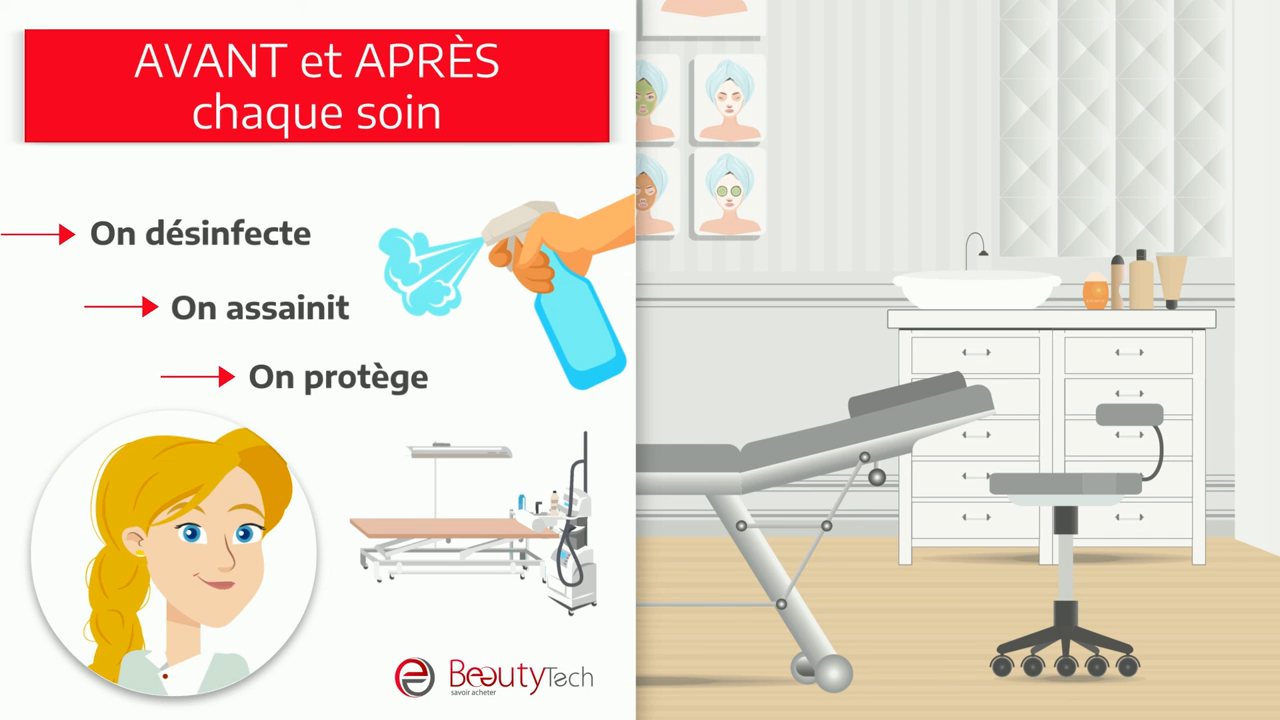 AVANT et APRÈS
chaque soin
On désinfecte
On assainit
On protège
BeautyTech
savoir acheter